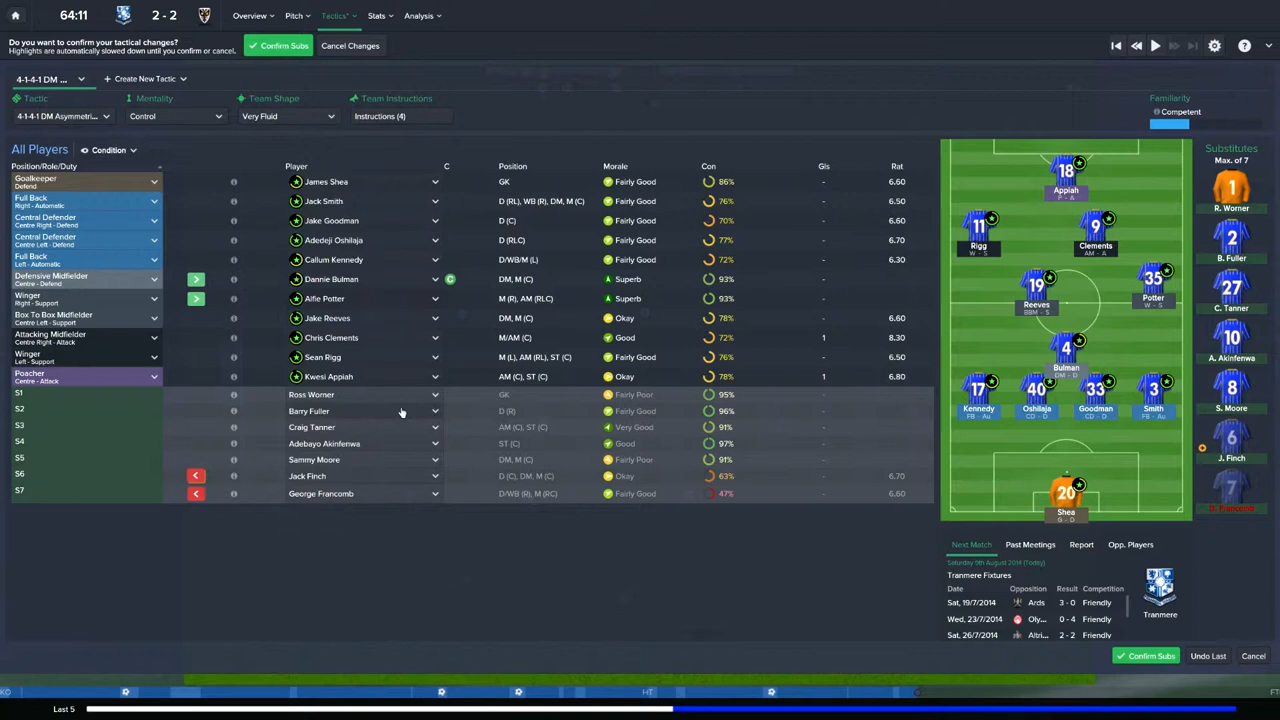 64:11
2 - 2
Overview
Pitch
Tactics*
Stats
Analysis
Do you want to confirm your tactical changes?
Highlights are automatically slowed down until you confirm or cancel.
Confirm Subs
Cancel Changes
4-1-4-1 DM ...
+ Create New Tactic
Tactic
Mentality
Team Shape
Team Instructions
4-1-4-1 DM Asymmetri...
Control
Very Fluid
Instructions (4)
Familiarity
Competent
All Players
Condition
Position/Role/Duty
Player
C
Position
Morale
Con
Gls
Rat
Goalkeeper
Defend
James Shea
GK
Fairly Good
86%
-
6.60
Full Back
Right - Automatic
Jack Smith
D (RL), WB (R), DM, M (C)
Fairly Good
76%
-
6.50
Central Defender
Centre Right - Defend
Jake Goodman
D (C)
Fairly Good
70%
-
6.60
Central Defender
Centre Left - Defend
Adedeji Oshilaja
D (RLC)
Fairly Good
77%
-
6.70
Full Back
Left - Automatic
Callum Kennedy
D/WB/M (L)
Fairly Good
72%
-
6.30
Defensive Midfielder
Centre - Defend
Dannie Bulman
C
DM, M (C)
Superb
93%
-
Winger
Right - Support
Alfie Potter
M (R), AM (RLC)
Superb
93%
-
Box To Box Midfielder
Centre Left - Support
Jake Reeves
DM, M (C)
Okay
78%
-
6.60
Attacking Midfielder
Centre Right - Attack
Chris Clements
M/AM (C)
Good
72%
1
8.30
Winger
Left - Support
Sean Rigg
M (L), AM (RL), ST (C)
Fairly Good
76%
-
6.50
Poacher
Centre - Attack
Kwesi Appiah
AM (C), ST (C)
Okay
78%
1
6.80
S1
Ross Worner
GK
Fairly Poor
95%
-
S2
Barry Fuller
D (R)
Fairly Good
96%
-
S3
Craig Tanner
AM (C), ST (C)
Very Good
91%
-
S4
Adebayo Akinfenwa
ST (C)
Good
97%
-
S5
Sammy Moore
DM, M (C)
Fairly Poor
91%
-
S6
Jack Finch
D (C), DM, M (C)
Okay
63%
-
6.70
S7
George Francomb
D/WB (R), M (RC)
Fairly Good
47%
-
6.60
18
Appiah
P - A
11
Rigg
W - S
9
Clements
AM - A
19
Reeves
BBM - S
35
Potter
W - S
4
Bulman
DM - D
17
Kennedy
FB - Au
40
Oshilaja
CD - D
33
Goodman
CD - D
3
Smith
FB - Au
20
Shea
G - D
Substitutes
Max. of 7
1
R. Worner
2
B. Fuller
27
C. Tanner
10
A. Akinfenwa
8
S. Moore
6
J. Finch
7
Next Match
Past Meetings
Report
Opp. Players
Saturday 9th August 2014 (Today)
Tranmere Fixtures
Date
Opposition
Result
Competition
Sat, 19/7/2014
Ards
3 - 0
Friendly
Wed, 23/7/2014
Oly...
0 - 4
Friendly
Sat, 26/7/2014
Altri...
2 - 2
Friendly
Tranmere
Confirm Subs
Undo Last
Cancel
KO
HT
FT
Last 5